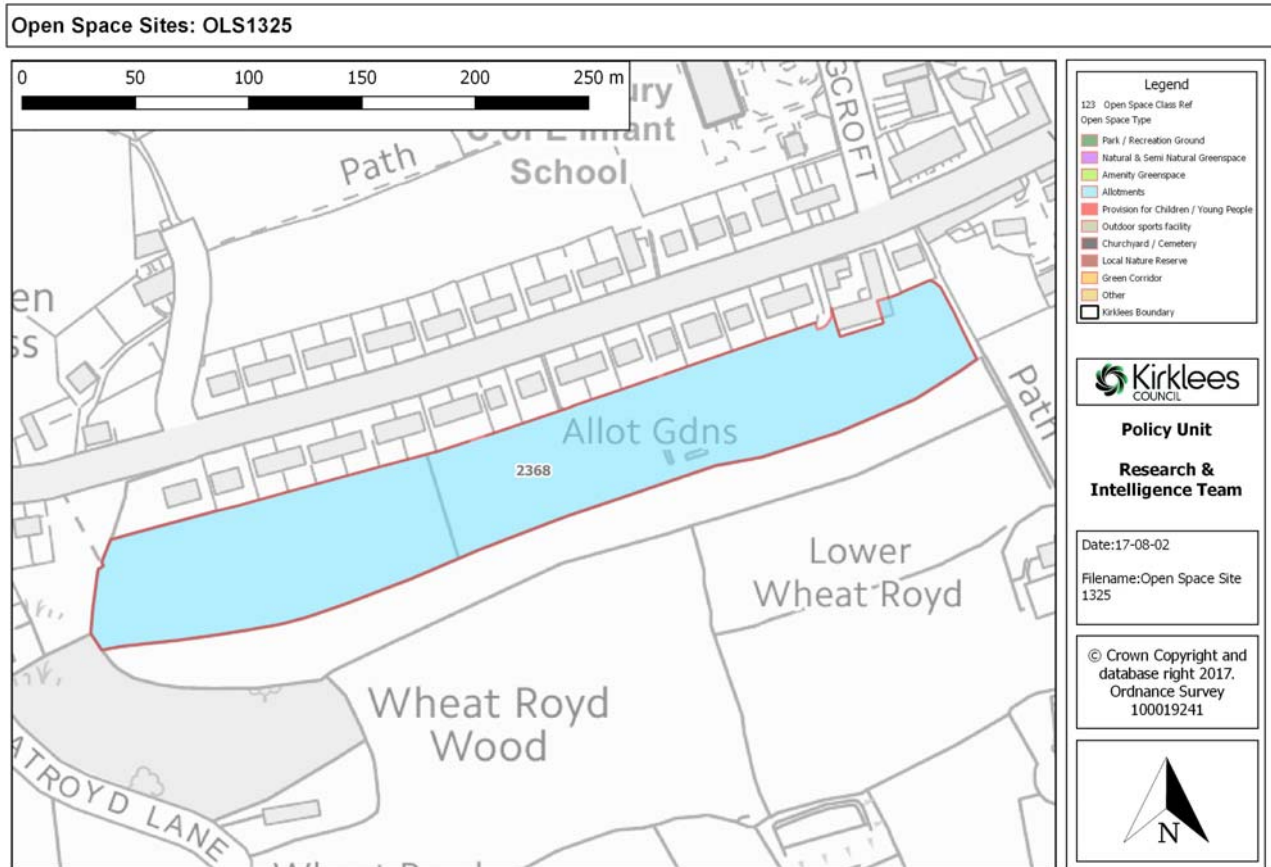 Open Space Sites: OLS1325
0 50 100 150 200 250 m
School
Path
Allot Gdns
2368
Path
Lower
Wheat Royd
Wheat Royd
Wood
Legend
123 Open Space Class Ref
Open Space Type
Park / Recreation Ground
Natural & Semi Natural Greenspace
Amenity Greenspace
Allotments
Provision for Children / Young People
Outdoor sports facility
Churchyard / Cemetery
Local Nature Reserve
Green Corridor
Other
Kirklees Boundary
Kirklees
COUNCIL
Policy Unit
Research &
Intelligence Team
Date:17-08-02
Filename:Open Space Site
1325
© Crown Copyright and
database right 2017.
Ordnance Survey
100019241
N
ATROYD LANE
GCROFT